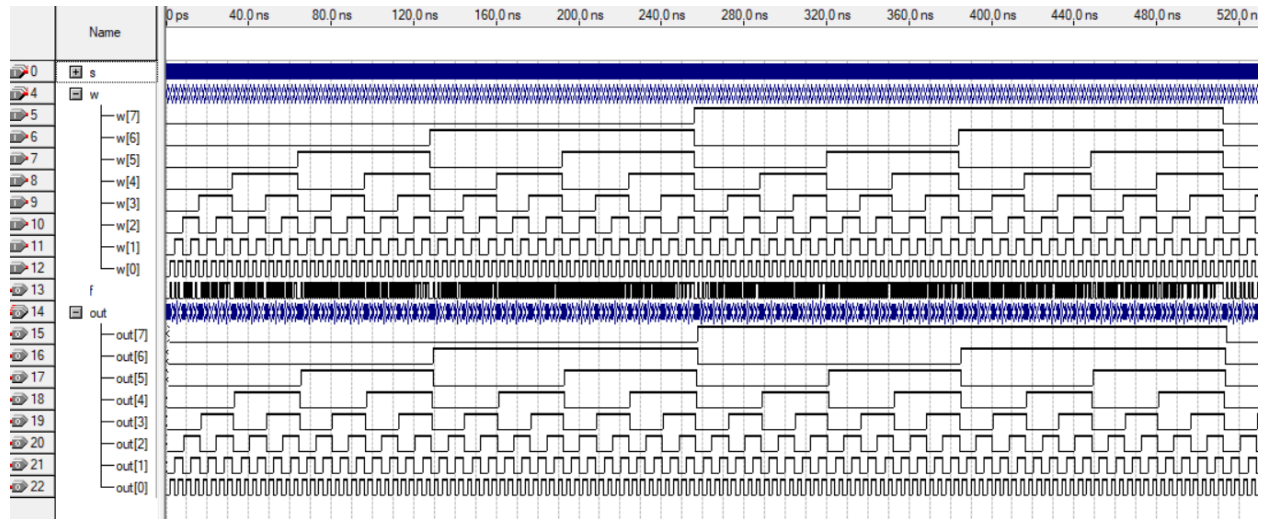 Name
0 ps 40.0 ns 80.0 ns 120.0 ns 160.0 ns 200.0 ns 240.0 ns 280.0 ns 320.0 ns 360.0 ns 400.0 ns 440.0 ns 480.0 ns 520.0 n
0 s
4 w
5 w[7]
6 w[6]
7 w[5]
8 w[4]
9 w[3]
10 w[2]
11 w[1]
12 w[0]
13 f
14 out
15 out[7]
16 out[6]
17 out[5]
18 out[4]
19 out[3]
20 out[2]
21 out[1]
22 out[0]